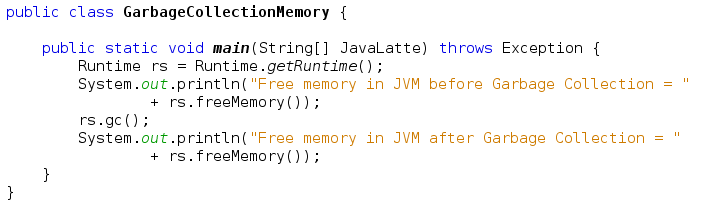 public class GarbageCollectionMemory {
public static void main(String[] JavaLatte) throws Exception {
Runtime rs = Runtime.getRuntime();
System.out.println("Free memory in JVM before Garbage Collection = "
+ rs.freeMemory());
rs.gc();
System.out.println("Free memory in JVM after Garbage Collection = "
+ rs.freeMemory());
}
}